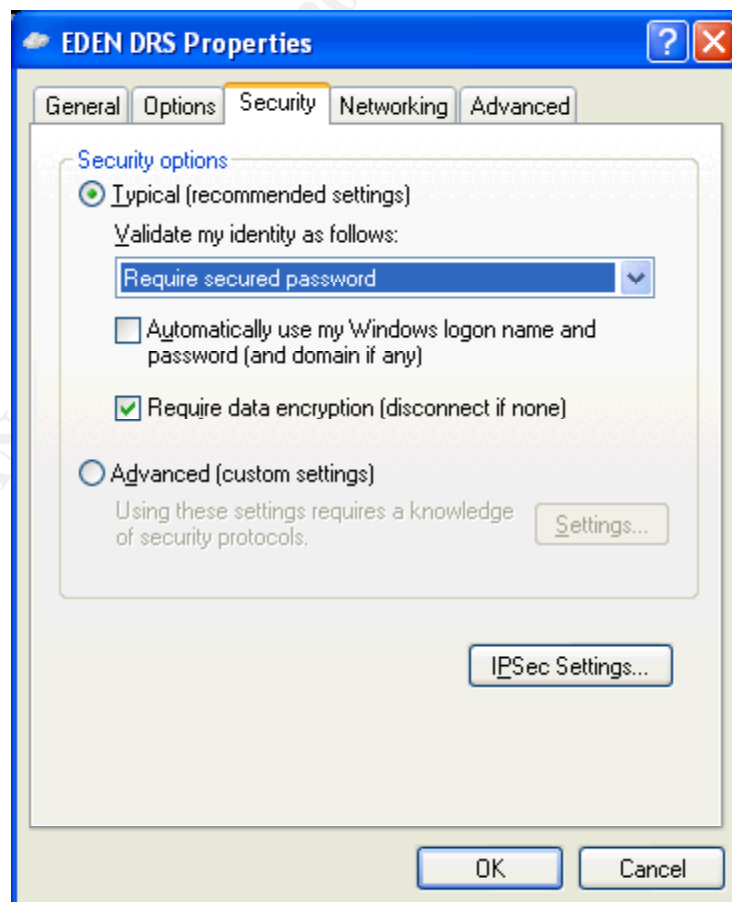 EDEN DRS Properties
General Options Security Networking Advanced
Security options
Typical (recommended settings)
Validate my identity as follows:
Require secured password
Automatically use my Windows logon name and
password (and domain if any)
Require data encryption (disconnect if none)
Advanced (custom settings)
Using these settings requires a knowledge
of security protocols.
Settings...
IPSec Settings...
OK Cancel